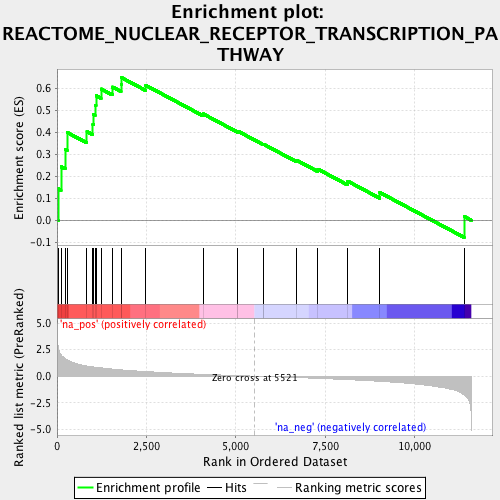 Enrichment plot:
REACTOME_NUCLEAR_RECEPTOR_TRANSCRIPTION_PA
THWAY
Enrichment score (ES)
0.6
0.5
0.4
0.3
0.2
0.1
0.0
-0.1
'na_pos' (positively correlated)
Ranked list metric (PreRanked)
5.0
2.5
0.0
-2.5
-5.0
Zero cross at 5521
'na_neg' (negatively correlated)
0
2,500
5,000
7,500
10,000
Rank in Ordered Dataset
Enrichment profile
Hits
Ranking metric scores